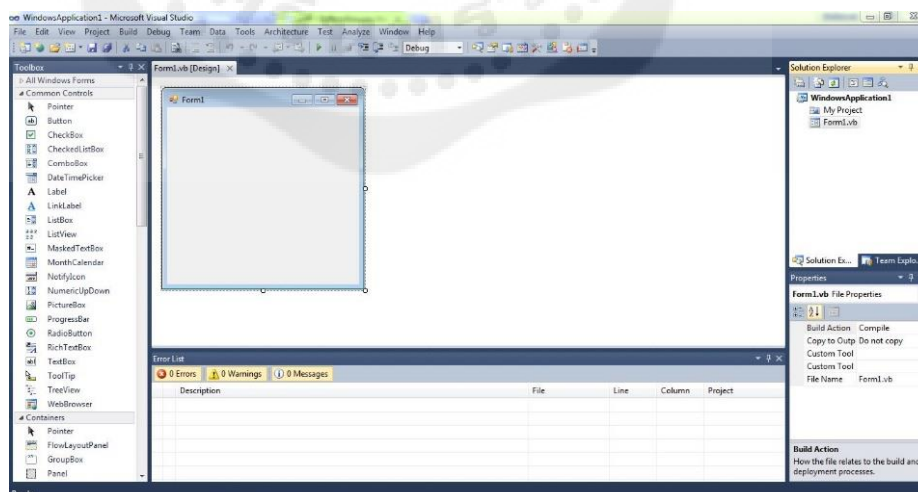 WindowsApplication1 - Microsoft Visual Studio
File Edit View Project Build Debug Team Data Tools Architecture Test Analyze Window Help
Debug
Toolbox
All Windows Forms
Common Controls
Pointer
Button
CheckBox
CheckedListBox
ComboBox
DateTimePicker
Label
LinkLabel
ListBox
ListView
MaskedTextBox
MonthCalendar
NotifyIcon
NumericUpDown
PictureBox
ProgressBar
RadioButton
RichTextBox
TextBox
ToolTip
TreeView
WebBrowser
Containers
Pointer
FlowLayoutPanel
GroupBox
Panel
Form1.vb [Design]
Form1
Error List
0 Errors 0 Warnings 0 Messages
Description File Line Column Project
Solution Explorer
WindowsApplication1
My Project
Form1.vb
Solution Ex... Team Explo...
Properties
Form1.vb File Properties
Build Action Compile
Copy to Outp Do not copy
Custom Tool
Custom Tool
File Name Form1.vb
Build Action
How the file relates to the build and
deployment processes.